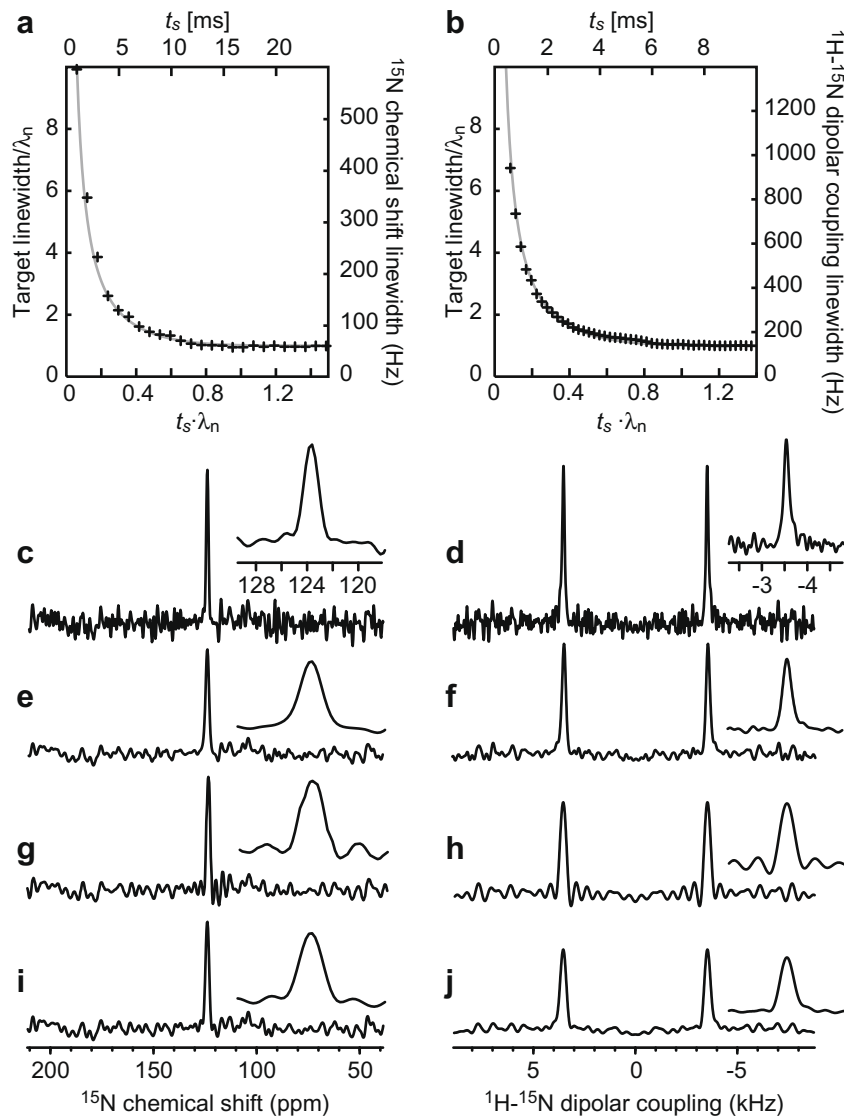 a
t_s [ms]
0 5 10 15 20
Target linewidth/λn
8
6
4
2
0
500
400
300
200
100
0
¹⁵N chemical shift linewidth (Hz)
0 0.4 0.8 1.2
t_s·λn
b
t_s [ms]
0 2 4 6 8
Target linewidth/λn
8
6
4
2
0
1200
1000
800
600
400
200
0
¹H-¹⁵N dipolar coupling linewidth (Hz)
0 0.4 0.8 1.2
t_s ·λn
c
128 124 120
d
-3 -4
e
f
g
h
i
j
200 150 100 50
¹⁵N chemical shift (ppm)
5 0 -5
¹H-¹⁵N dipolar coupling (kHz)